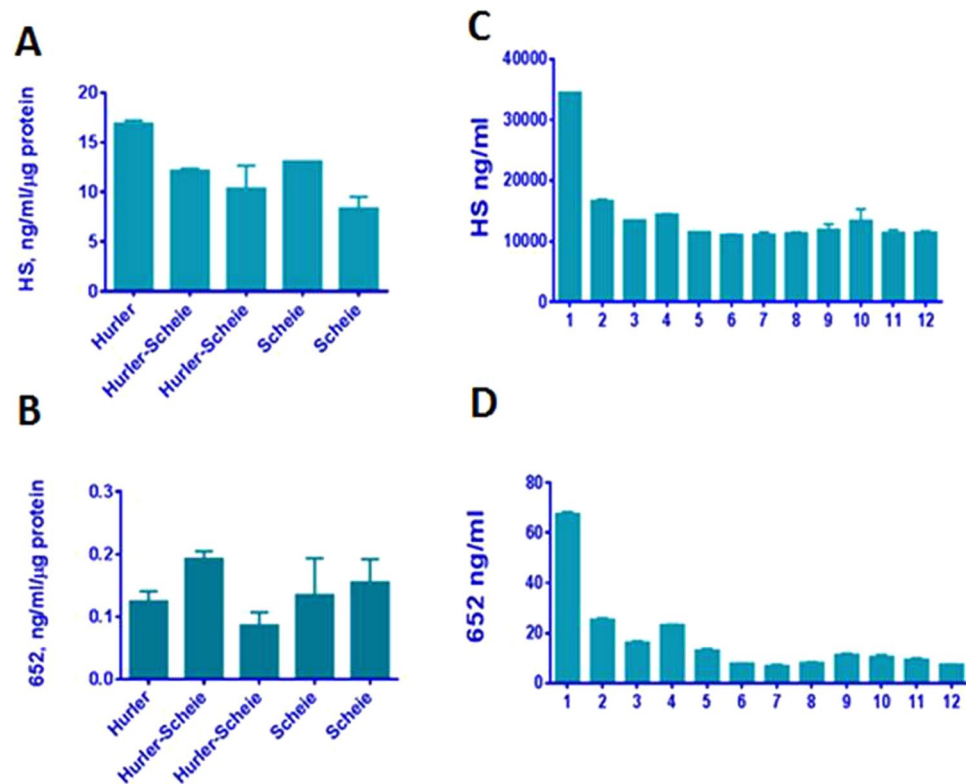 A
HS, ng/ml/µg protein
20
15
10
5
0
Hurler
Hurler-Scheie
Hurler-Scheie
Scheie
Scheie
B
652, ng/ml/µg protein
0.3
0.2
0.1
0.0
Hurler
Hurler-Scheie
Hurler-Scheie
Scheie
Scheie
C
HS ng/ml
40000
30000
20000
10000
0
1 2 3 4 5 6 7 8 9 10 11 12
D
652 ng/ml
80
60
40
20
0
1 2 3 4 5 6 7 8 9 10 11 12